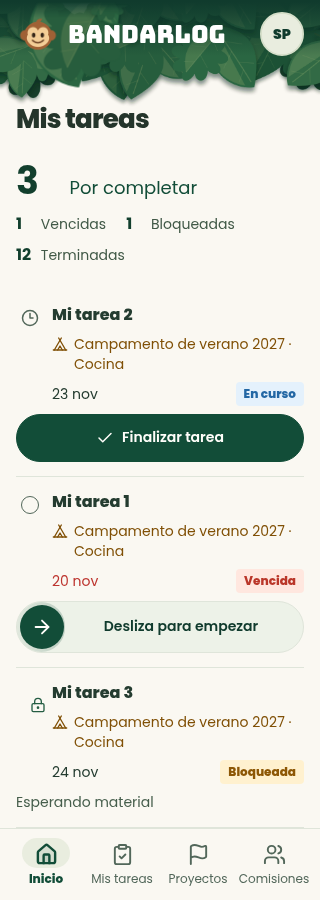 BANDARLOG
SP
Mis tareas
3 Por completar
1 Vencidas 1 Bloqueadas
12 Terminadas
Mi tarea 2
Campamento de verano 2027 ·
Cocina
23 nov
En curso
Finalizar tarea
Mi tarea 1
Campamento de verano 2027 ·
Cocina
20 nov
Vencida
Desliza para empezar
Mi tarea 3
Campamento de verano 2027 ·
Cocina
24 nov
Bloqueada
Esperando material
Inicio
Mis tareas
Proyectos
Comisiones